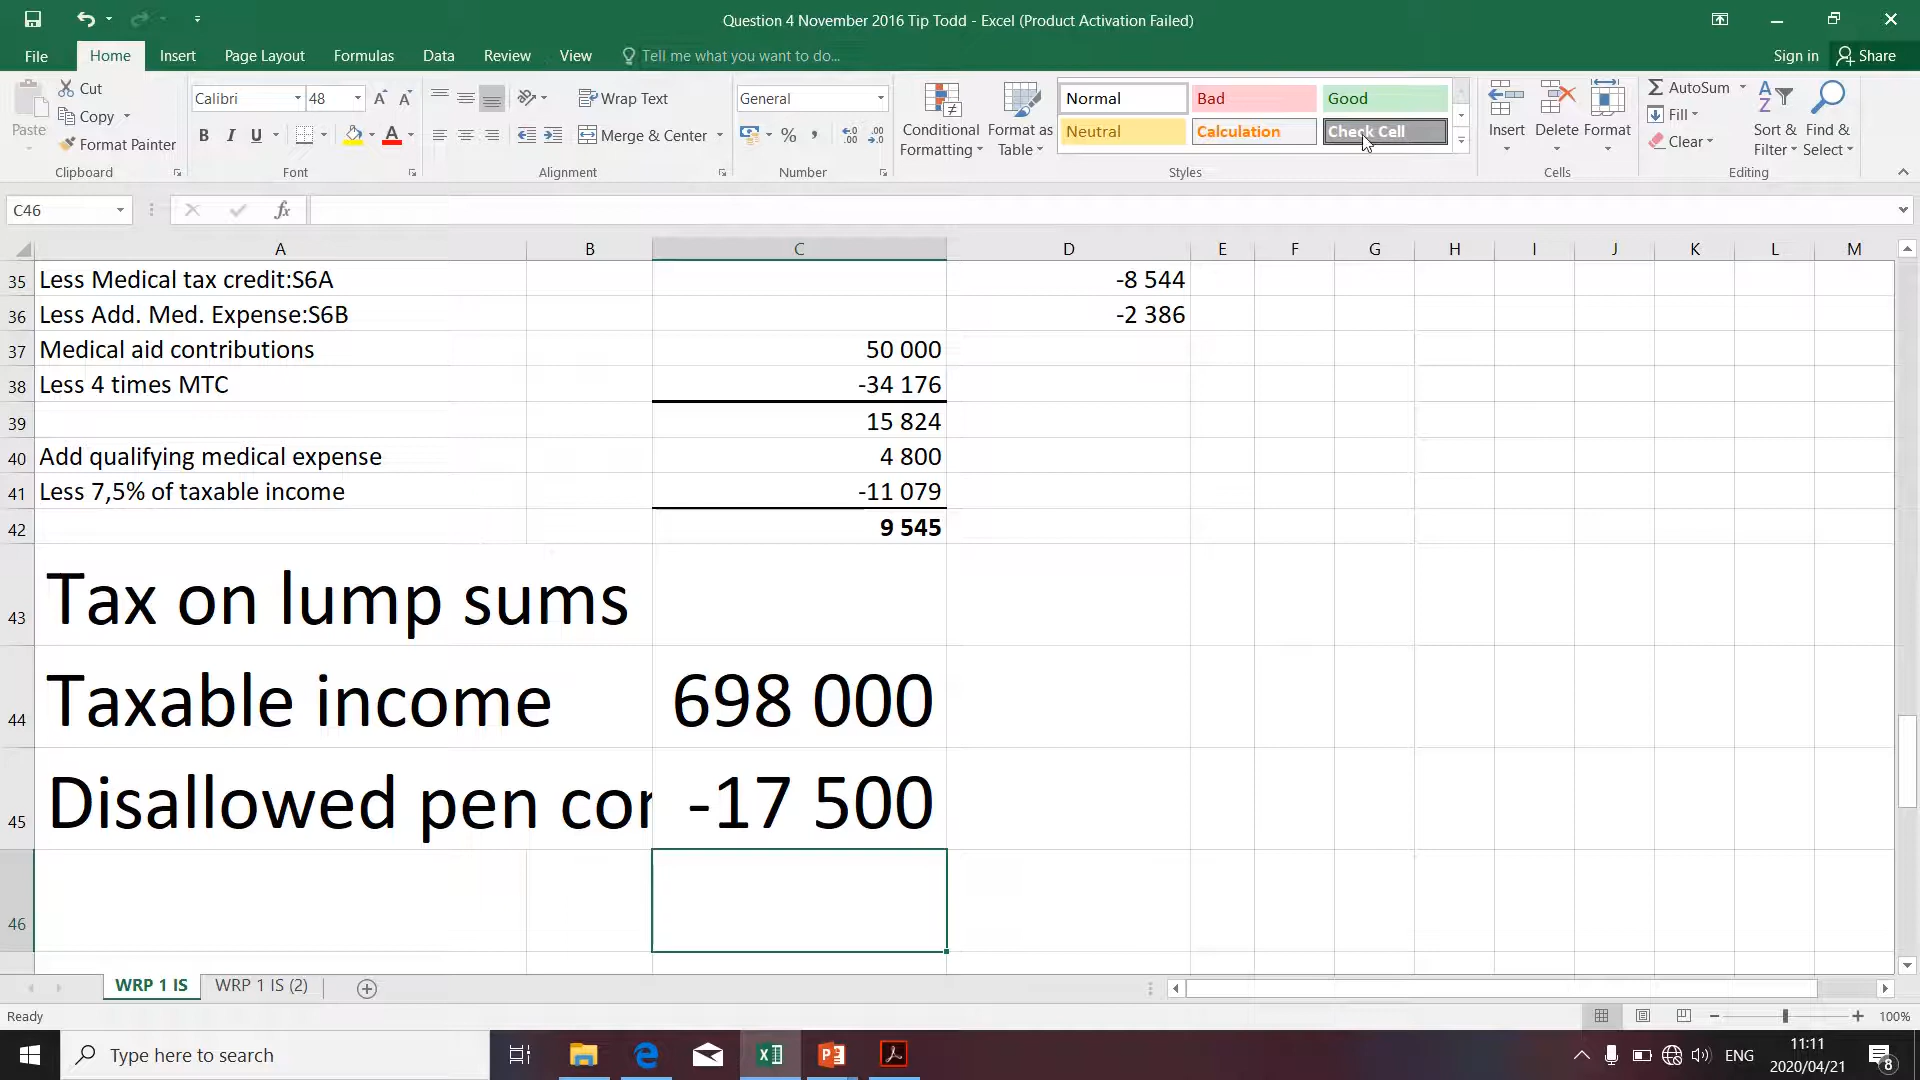 Question 4 November 2016 Tip Todd - Excel (Product Activation Failed)
File Home Insert Page Layout Formulas Data Review View Tell me what you want to do... Sign in Share
Paste
Cut
Copy
Format Painter
Clipboard
Calibri 48
B I U
Font
Wrap Text
Merge & Center
Alignment
General
%
Number
Conditional Formatting
Format as Table
Normal Bad Good
Neutral Calculation Check Cell
Styles
Insert Delete Format
Cells
AutoSum
Fill
Clear
Sort & Filter
Find & Select
Editing
C46 fx
A B C D E F G H I J K L M
35 Less Medical tax credit:S6A -8 544
36 Less Add. Med. Expense:S6B -2 386
37 Medical aid contributions 50 000
38 Less 4 times MTC -34 176
39 15 824
40 Add qualifying medical expense 4 800
41 Less 7,5% of taxable income -11 079
42 9 545
43 Tax on lump sums
44 Taxable income 698 000
45 Disallowed pen cor -17 500
46
WRP 1 IS WRP 1 IS (2)
Ready 100%
Type here to search ENG 11:11
2020/04/21 8